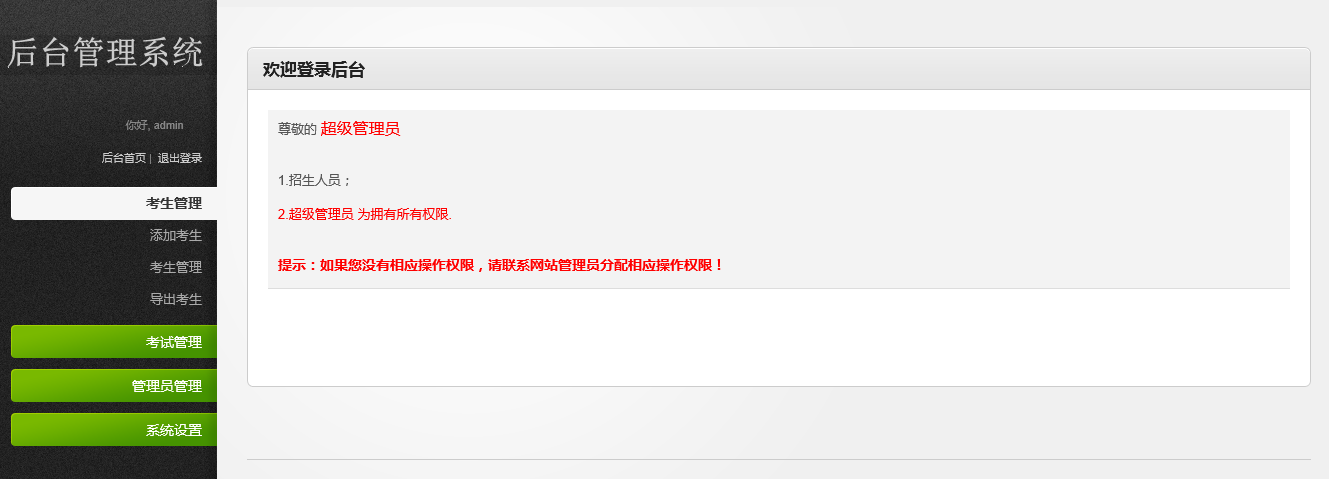 后台管理系统
你好, admin
后台首页 | 退出登录
考生管理
添加考生
考生管理
导出考生
考试管理
管理员管理
系统设置
欢迎登录后台
尊敬的 超级管理员
1.招生人员；
2.超级管理员 为拥有所有权限.
提示：如果您没有相应操作权限，请联系网站管理员分配相应操作权限！